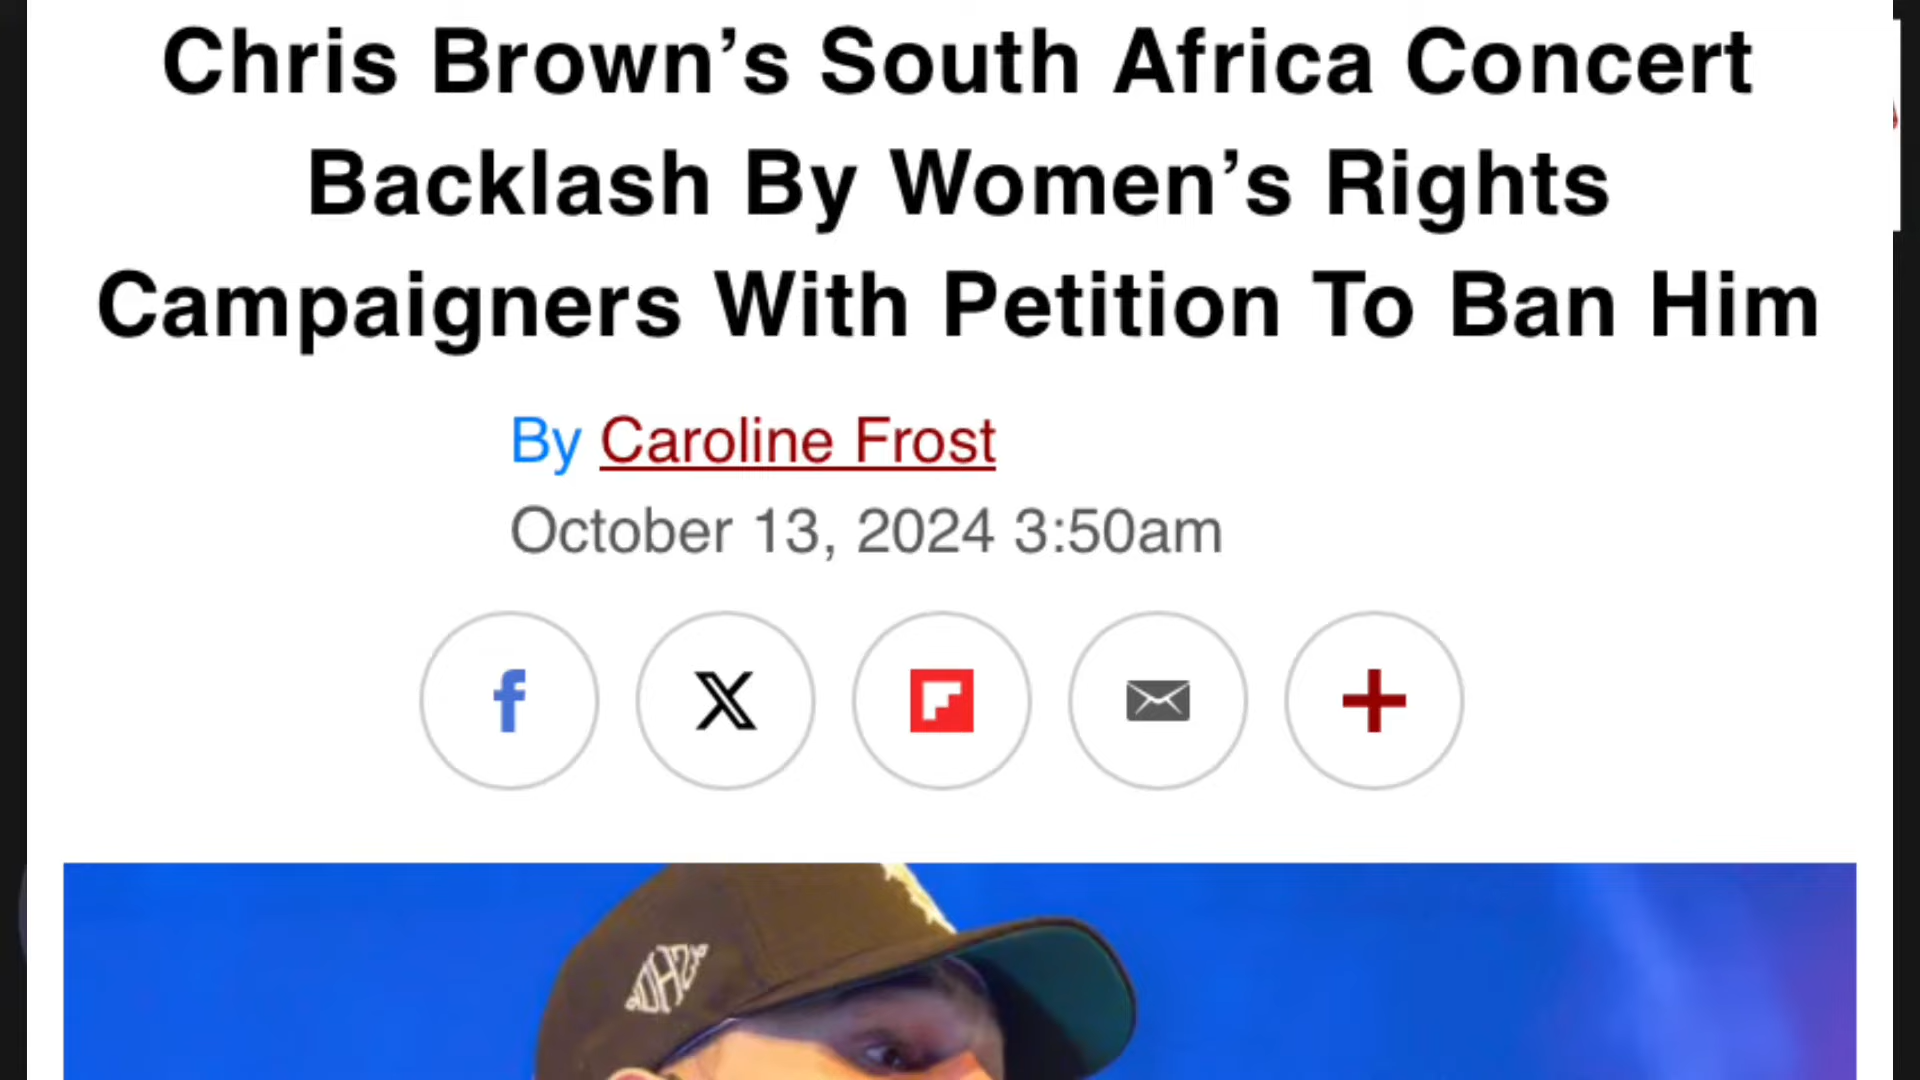 Chris Brown’s South Africa Concert
Backlash By Women’s Rights
Campaigners With Petition To Ban Him
By Caroline Frost
October 13, 2024 3:50am